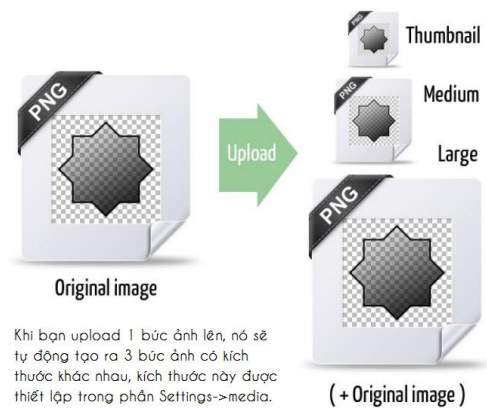 PNG
Original image
Khi bạn upload 1 bức ảnh lên, nó sẽ
tự động tạo ra 3 bức ảnh có kích
thước khác nhau, kích thước này được
thiết lập trong phần Settings->media.
Upload
PNG
Thumbnail
PNG
Medium
Large
PNG
( + Original image )